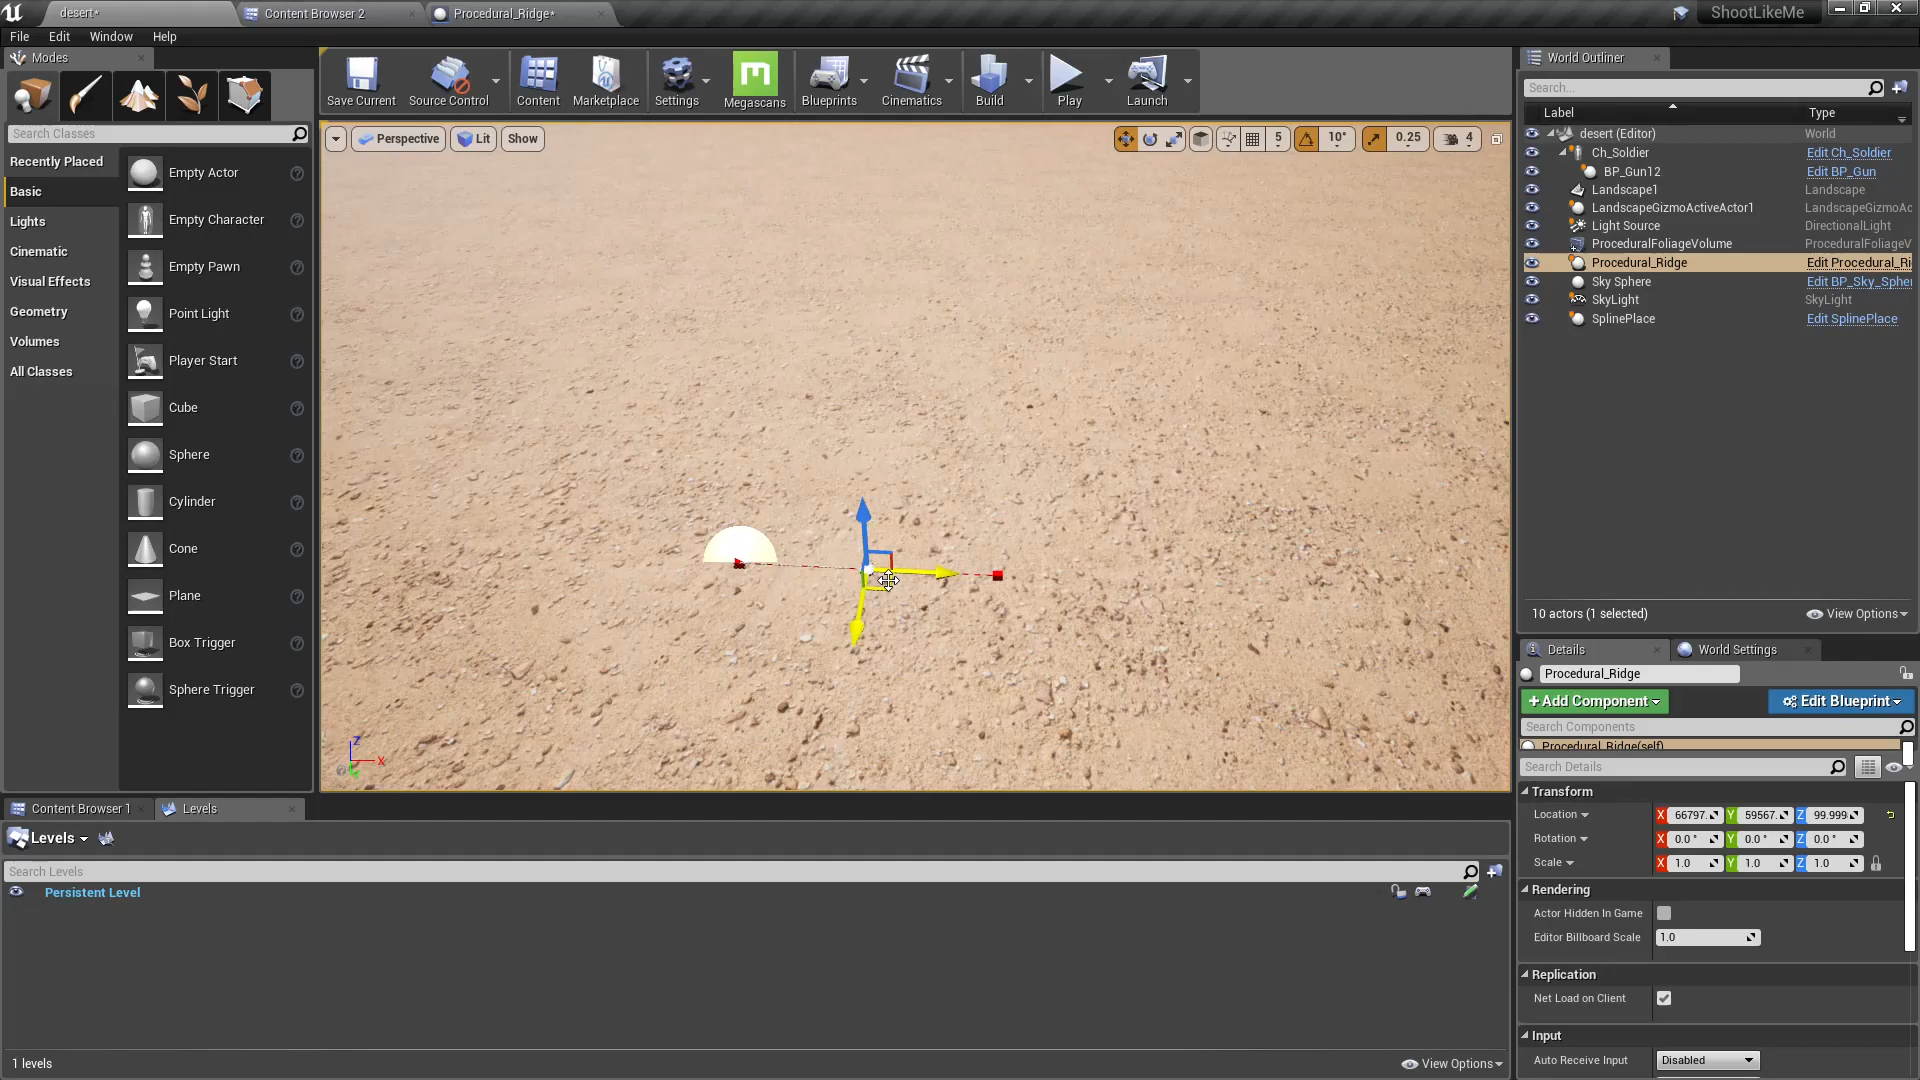 desert*
Content Browser 2
Procedural_Ridge*
ShootLikeMe
File Edit Window Help
Modes
Search Classes
Recently Placed
Basic
Lights
Cinematic
Visual Effects
Geometry
Volumes
All Classes
Empty Actor
Empty Character
Empty Pawn
Point Light
Player Start
Cube
Sphere
Cylinder
Cone
Plane
Box Trigger
Sphere Trigger
Save Current
Source Control
Content
Marketplace
Settings
Megascans
Blueprints
Cinematics
Build
Play
Launch
Perspective
Lit
Show
5
10°
0.25
4
Z
X
World Outliner
Search...
Label Type
desert (Editor) World
Ch_Soldier Edit Ch_Soldier
BP_Gun12 Edit BP_Gun
Landscape1 Landscape
LandscapeGizmoActiveActor1 LandscapeGizmoAc
Light Source DirectionalLight
ProceduralFoliageVolume ProceduralFoliageV
Procedural_Ridge Edit Procedural_Ri
Sky Sphere Edit BP_Sky_Spher
SkyLight SkyLight
SplinePlace Edit SplinePlace
10 actors (1 selected) View Options
Details
World Settings
Procedural_Ridge
+Add Component
Edit Blueprint
Search Components
Procedural_Ridge(self)
Search Details
Transform
Location X 66797. Y 59567. Z 99.999
Rotation X 0.0 ° Y 0.0 ° Z 0.0 °
Scale X 1.0 Y 1.0 Z 1.0
Rendering
Actor Hidden In Game
Editor Billboard Scale 1.0
Replication
Net Load on Client
Input
Auto Receive Input Disabled
Content Browser 1
Levels
Levels
Search Levels
Persistent Level
1 levels
View Options